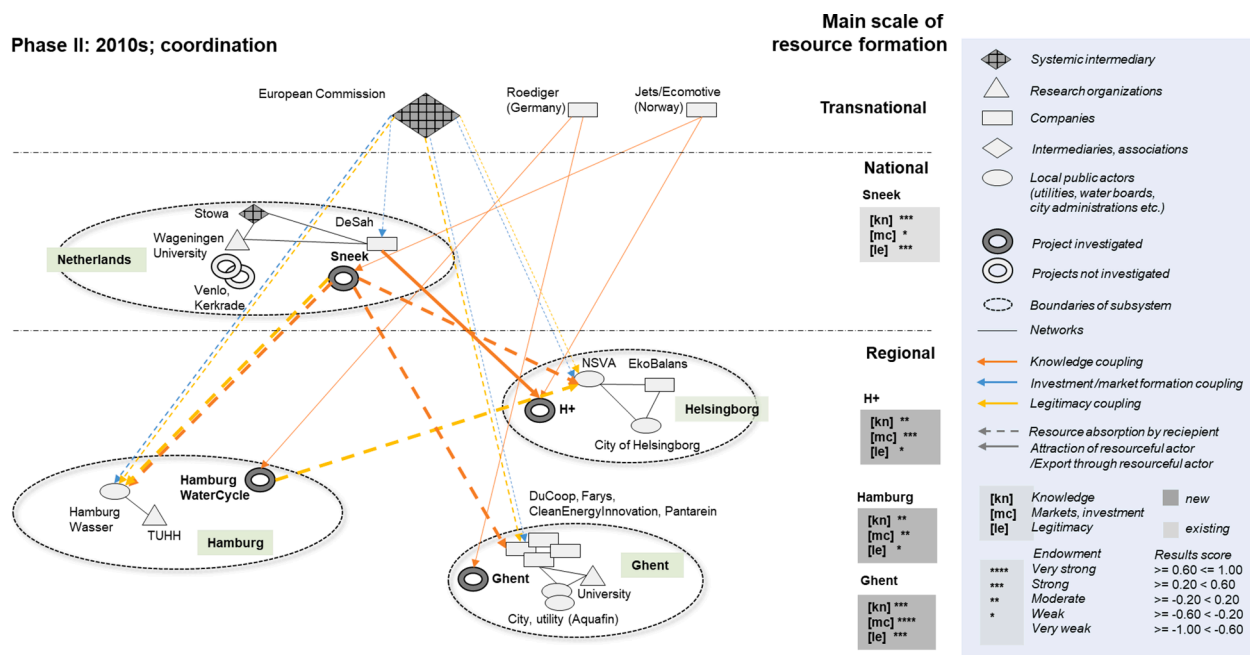 Phase II: 2010s; coordination
Main scale of
resource formation
European Commission
Roediger
(Germany)
Jets/Ecomotive
(Norway)
Transnational
National
Sneek
[kn] ***
[mc] *
[le] ***
Stowa
DeSah
Wageningen
University
Netherlands
Sneek
Venlo,
Kerkrade
Regional
NSVA
EkoBalans
H+
Helsingborg
City of Helsingborg
H+
[kn] **
[mc] ***
[le] *
Hamburg
WaterCycle
Hamburg
Wasser
TUHH
Hamburg
DuCoop, Farys,
CleanEnergyInnovation, Pantarein
Ghent
Ghent
University
City, utility (Aquafin)
Hamburg
[kn] **
[mc] **
[le] *
Ghent
[kn] ***
[mc] ****
[le] ***
Systemic intermediary
Research organizations
Companies
Intermediaries, associations
Local public actors
(utilities, water boards,
city administrations etc.)
Project investigated
Projects not investigated
Boundaries of subsystem
Networks
Knowledge coupling
Investment/market formation coupling
Legitimacy coupling
Resource absorption by reciepient
Attraction of resourceful actor
/Export through resourceful actor
[kn] Knowledge
[mc] Markets, investment
[le] Legitimacy
new
existing
Endowment Results score
**** Very strong >= 0.60 <= 1.00
*** Strong >= 0.20 < 0.60
** Moderate >= -0.20 < 0.20
* Weak >= -0.60 < -0.20
Very weak >= -1.00 < -0.60